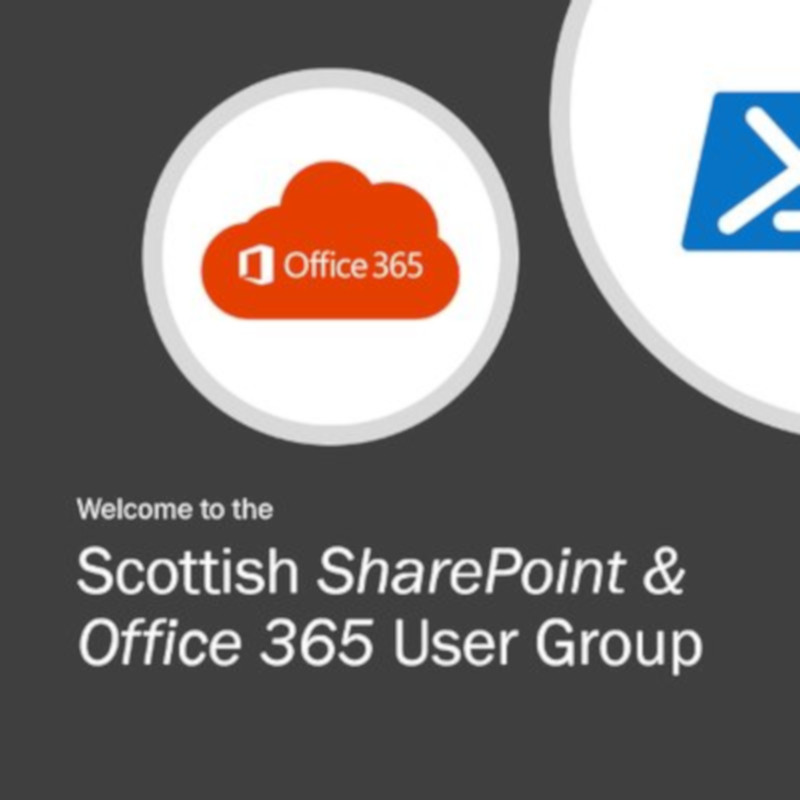 Office 365
Welcome to the
Scottish SharePoint &
Office 365 User Group